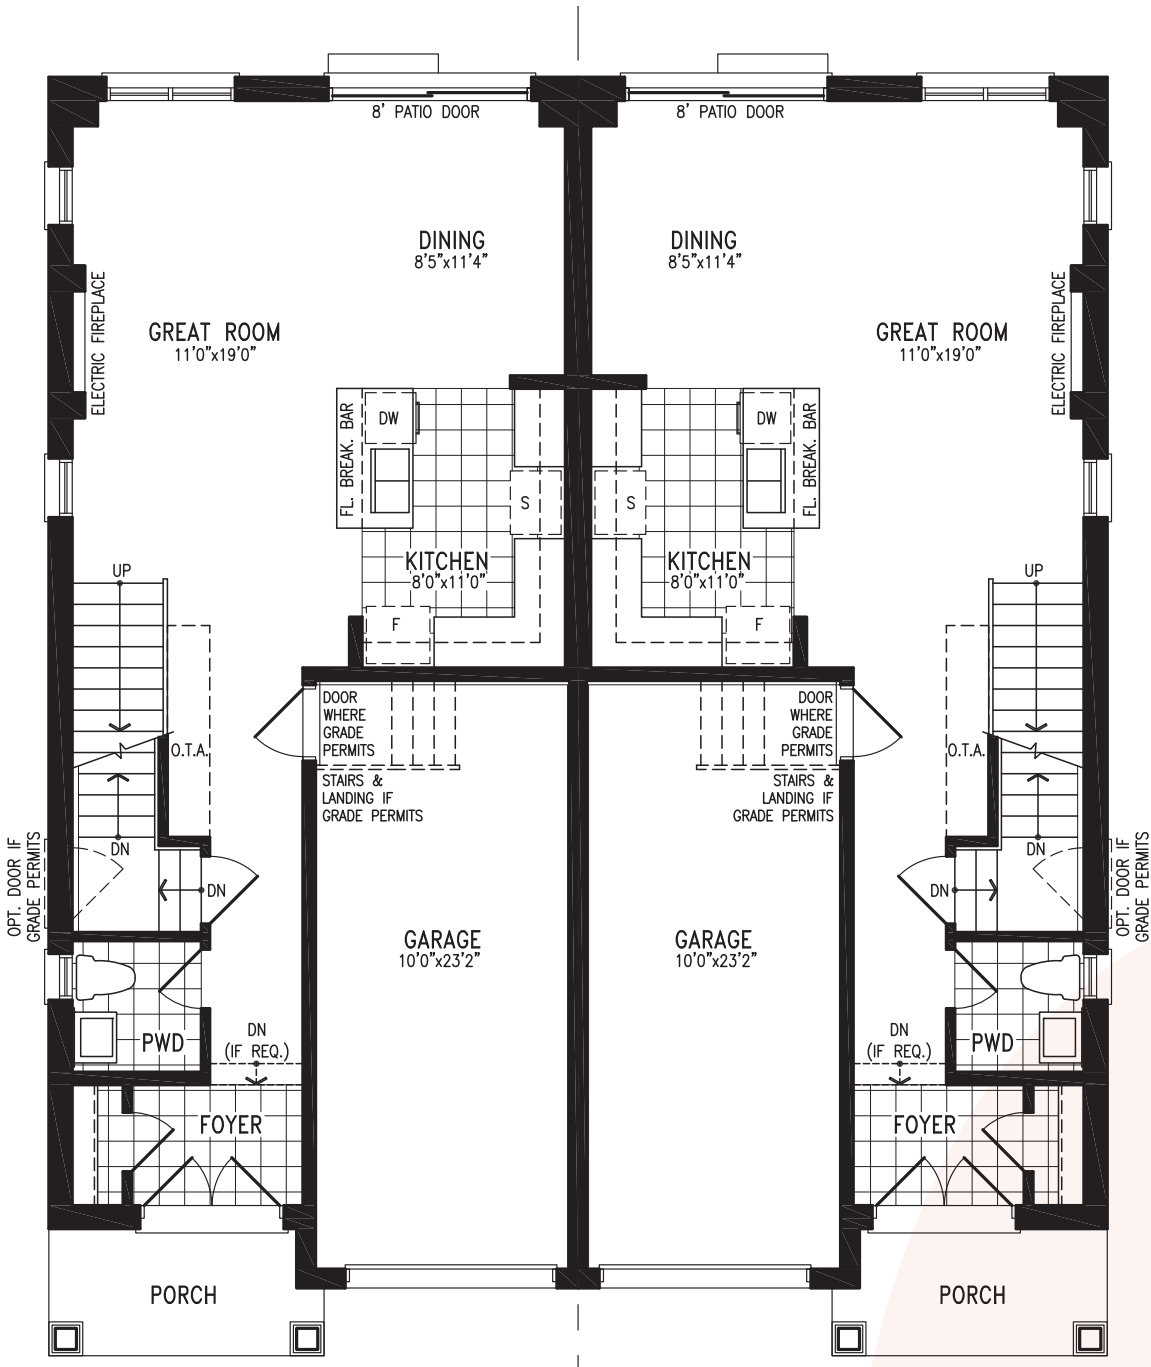 8' PATIO DOOR
8' PATIO DOOR
DINING
8'5"x11'4"
DINING
8'5"x11'4"
ELECTRIC FIREPLACE
GREAT ROOM
11'0"x19'0"
GREAT ROOM
11'0"x19'0"
ELECTRIC FIREPLACE
FL. BREAK. BAR
DW
DW
FL. BREAK. BAR
S
S
KITCHEN
8'0"x11'0"
KITCHEN
8'0"x11'0"
UP
UP
F
F
DOOR
WHERE
GRADE
PERMITS
DOOR
WHERE
GRADE
PERMITS
O.T.A.
O.T.A.
STAIRS &
LANDING IF
GRADE PERMITS
STAIRS &
LANDING IF
GRADE PERMITS
OPT. DOOR IF
GRADE PERMITS
DN
DN
DN
DN
OPT. DOOR IF
GRADE PERMITS
GARAGE
10'0"x23'2"
GARAGE
10'0"x23'2"
PWD
DN
(IF REQ.)
DN
(IF REQ.)
PWD
FOYER
FOYER
PORCH
PORCH